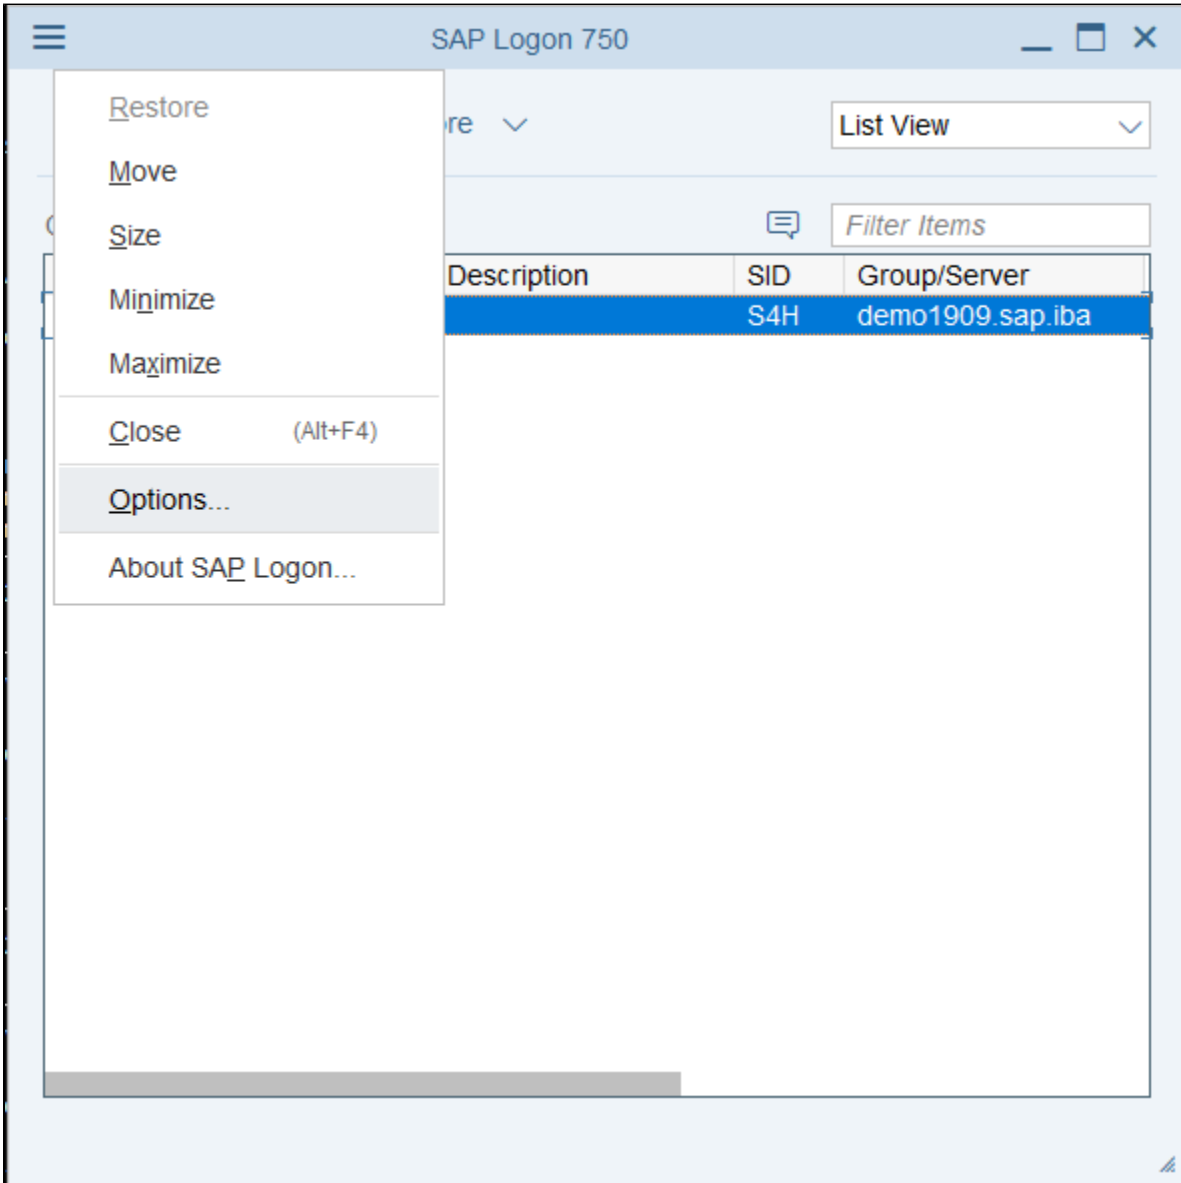 SAP Logon 750
Restore
re
List View
Move
Size
Filter Items
Description SID Group/Server
Minimize
S4H demo1909.sap.iba
Maximize
Close (Alt+F4)
Options...
About SAP Logon...